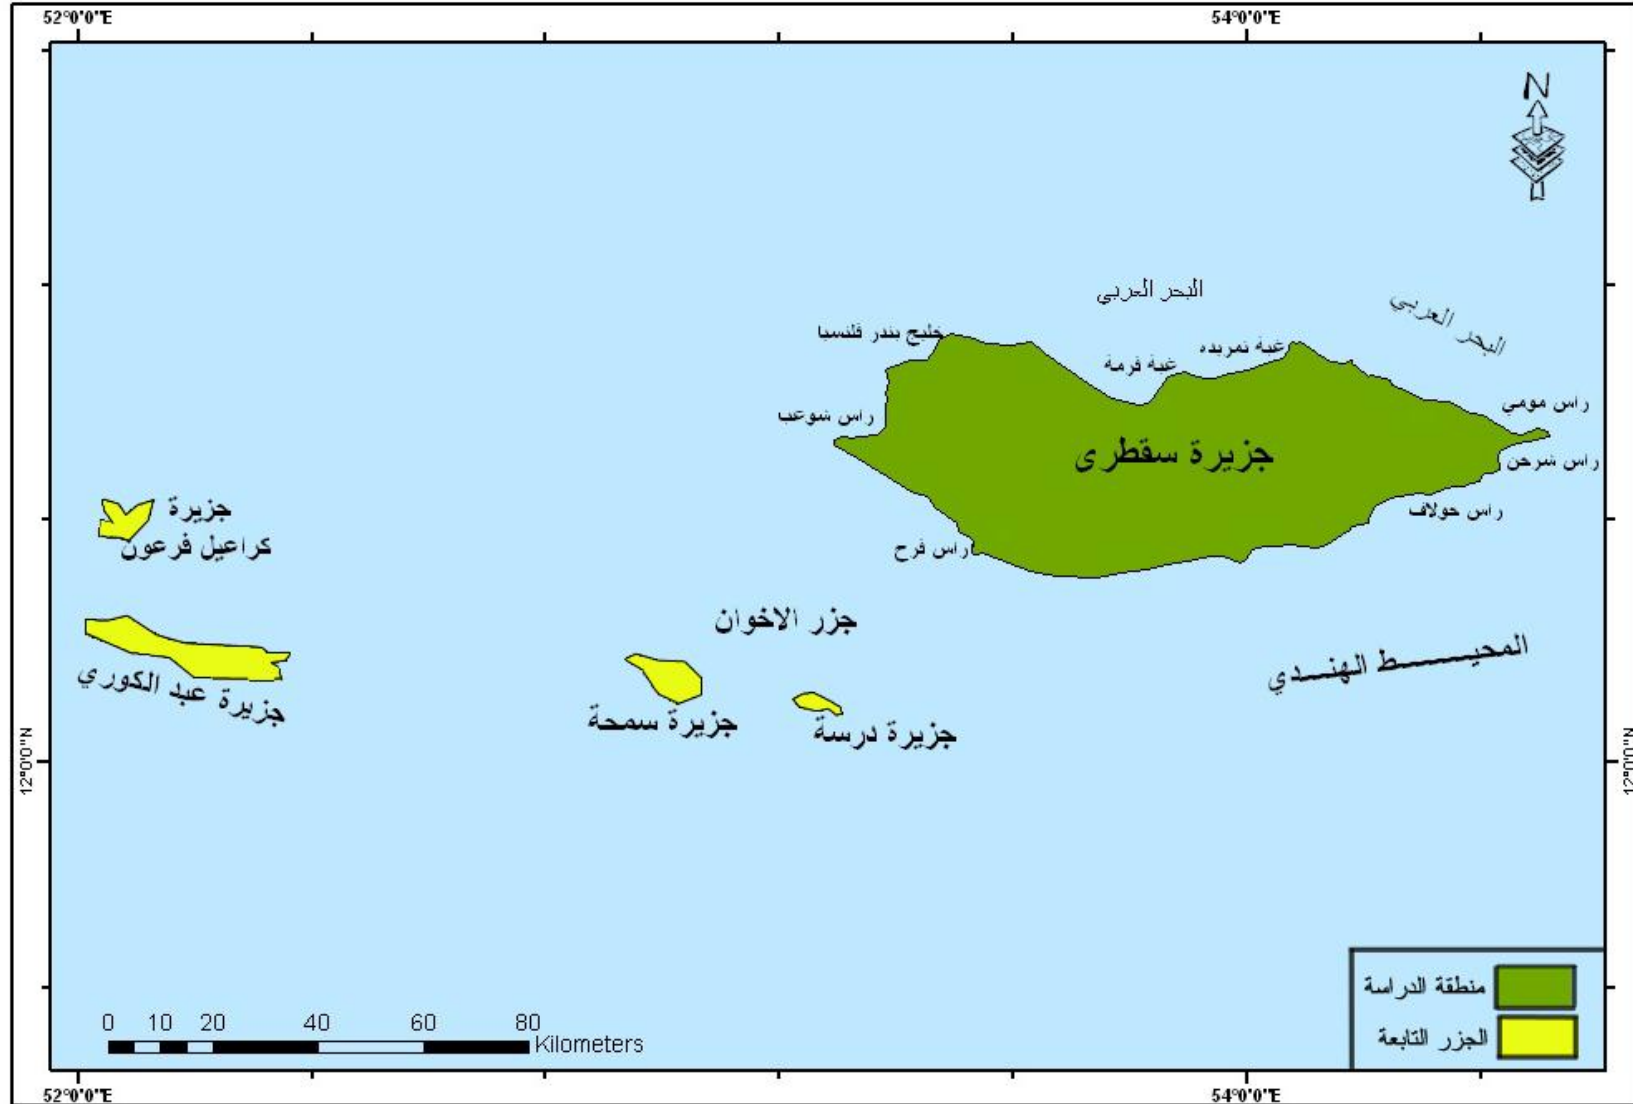 52°0'0"E
54°0'0"E
N
البحر العربي
البحر العربي
خليج بندر قلنسيا
غبة نمريده
غبة قرمة
راس مومي
راس شوعب
جزيرة سقطرى
راس شرحن
جزيرة
كراعيل فرعون
راس حولاف
راس فرح
جزر الاخوان
المحيــــط الهنــدي
جزيرة عبد الكوري
جزيرة سمحة
جزيرة درسة
12°0'0"N
12°0'0"N
منطقة الدراسة
الجزر التابعة
0 10 20 40 60 80
Kilometers
52°0'0"E
54°0'0"E